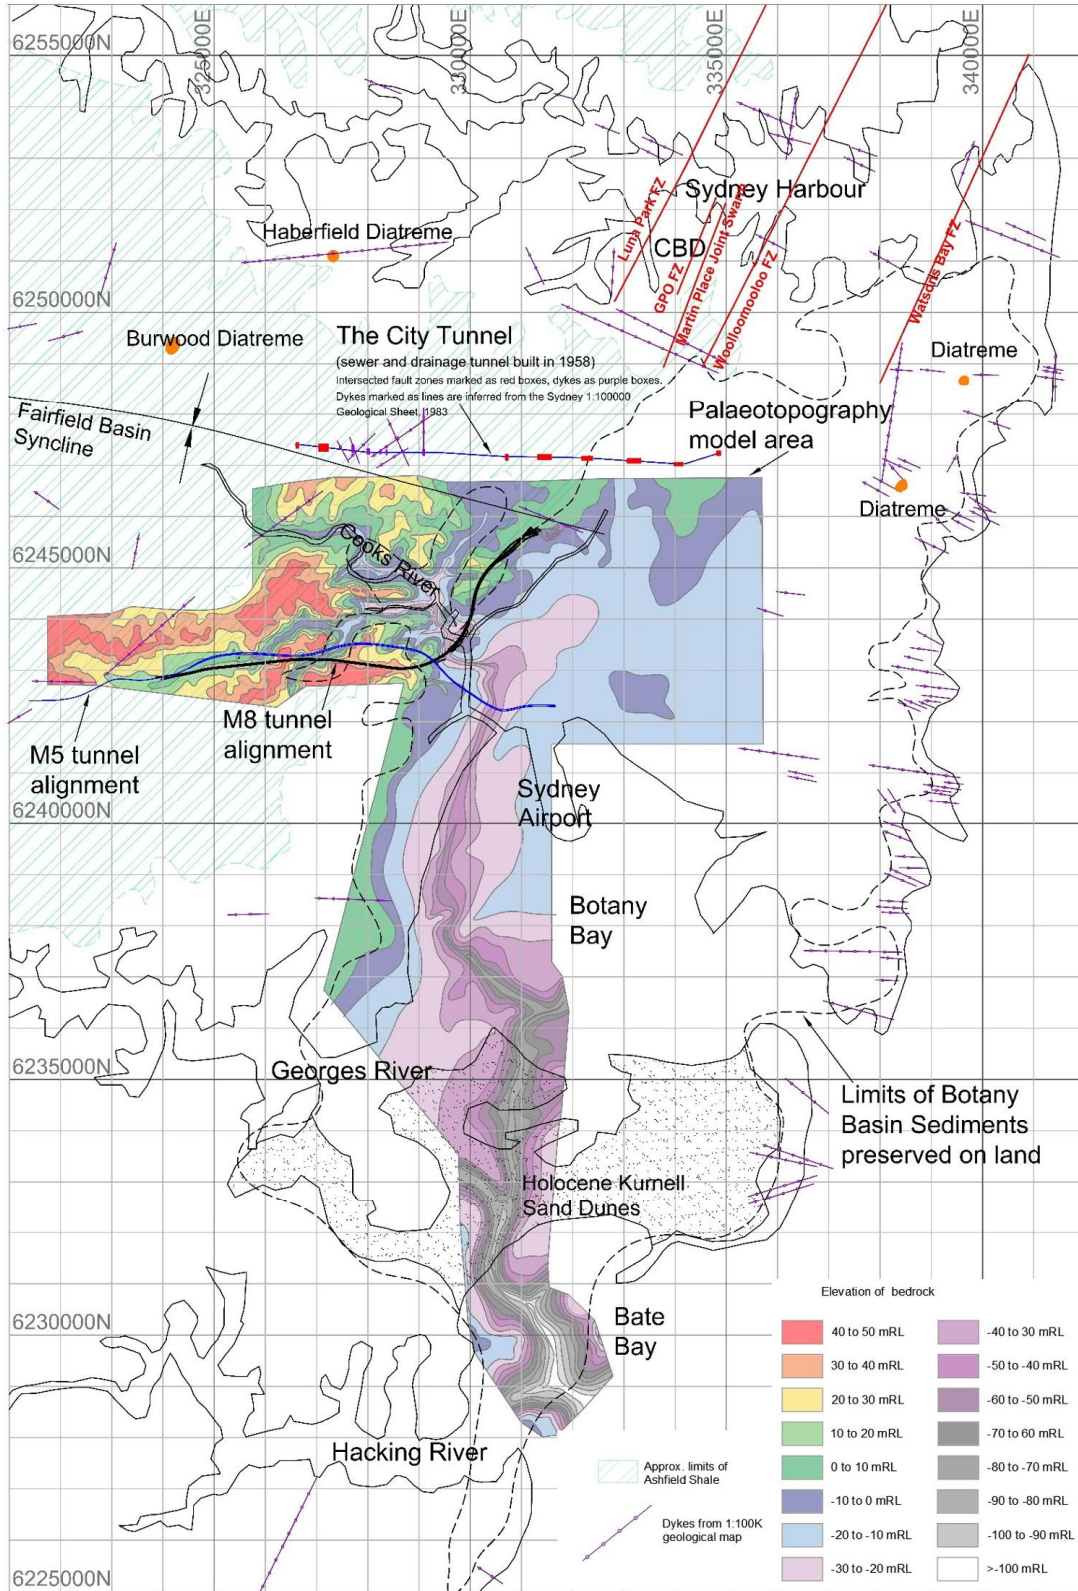 325000E
330000E
335000E
340000E
6255000N
Sydney Harbour
Luna Park FZ
CBD
GPO FZ
Martin Place Joint Swarm
Woolloomooloo FZ
Watsons Bay FZ
Haberfield Diatreme
6250000N
Burwood Diatreme
The City Tunnel
(sewer and drainage tunnel built in 1958)
Intersected fault zones marked as red boxes, dykes as purple boxes.
Dykes marked as lines are inferred from the Sydney 1:100000
Geological Sheet, 1983
Diatreme
Fairfield Basin
Syncline
Palaeotopography
model area
Diatreme
6245000N
Cooks River
M8 tunnel
alignment
M5 tunnel
alignment
Sydney
Airport
6240000N
Botany
Bay
Georges River
6235000N
Limits of Botany
Basin Sediments
preserved on land
Holocene Kurnell
Sand Dunes
6230000N
Bate
Bay
Hacking River
6225000N
Approx. limits of
Ashfield Shale
Dykes from 1:100K
geological map
Elevation of bedrock
40 to 50 mRL
30 to 40 mRL
20 to 30 mRL
10 to 20 mRL
0 to 10 mRL
-10 to 0 mRL
-20 to -10 mRL
-30 to -20 mRL
-40 to 30 mRL
-50 to -40 mRL
-60 to -50 mRL
-70 to 60 mRL
-80 to -70 mRL
-90 to -80 mRL
-100 to -90 mRL
>-100 mRL